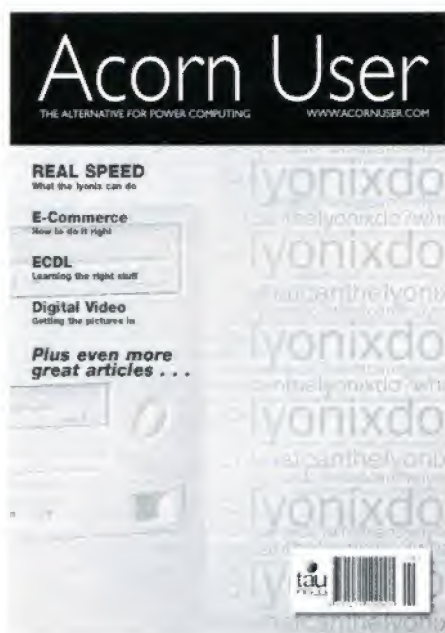 Acorn User
THE ALTERNATIVE FOR POWER COMPUTING WWW.ACORNUSER.COM
REAL SPEED
What the Iyonix can do
E-Commerce
How to do it right
ECDL
Learning the right stuff
Digital Video
Getting the pictures in
Plus even more
great articles . . .
Iyonixdo
Iyonixdo
Iyonixdo
Iyonixdo
Iyonixdo
tau